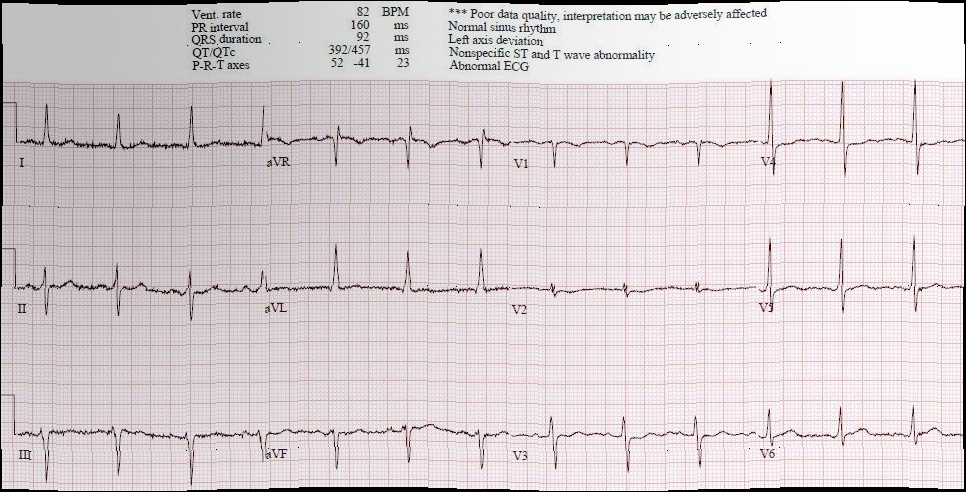 Vent. rate 82 BPM
PR interval 160 ms
QRS duration 92 ms
QT/QTc 392/457 ms
P-R-T axes 52 -41 23
*** Poor data quality, interpretation may be adversely affected
Normal sinus rhythm
Left axis deviation
Nonspecific ST and T wave abnormality
Abnormal ECG
I aVR V1 V4
II aVL V2 V5
III aVF V3 V6